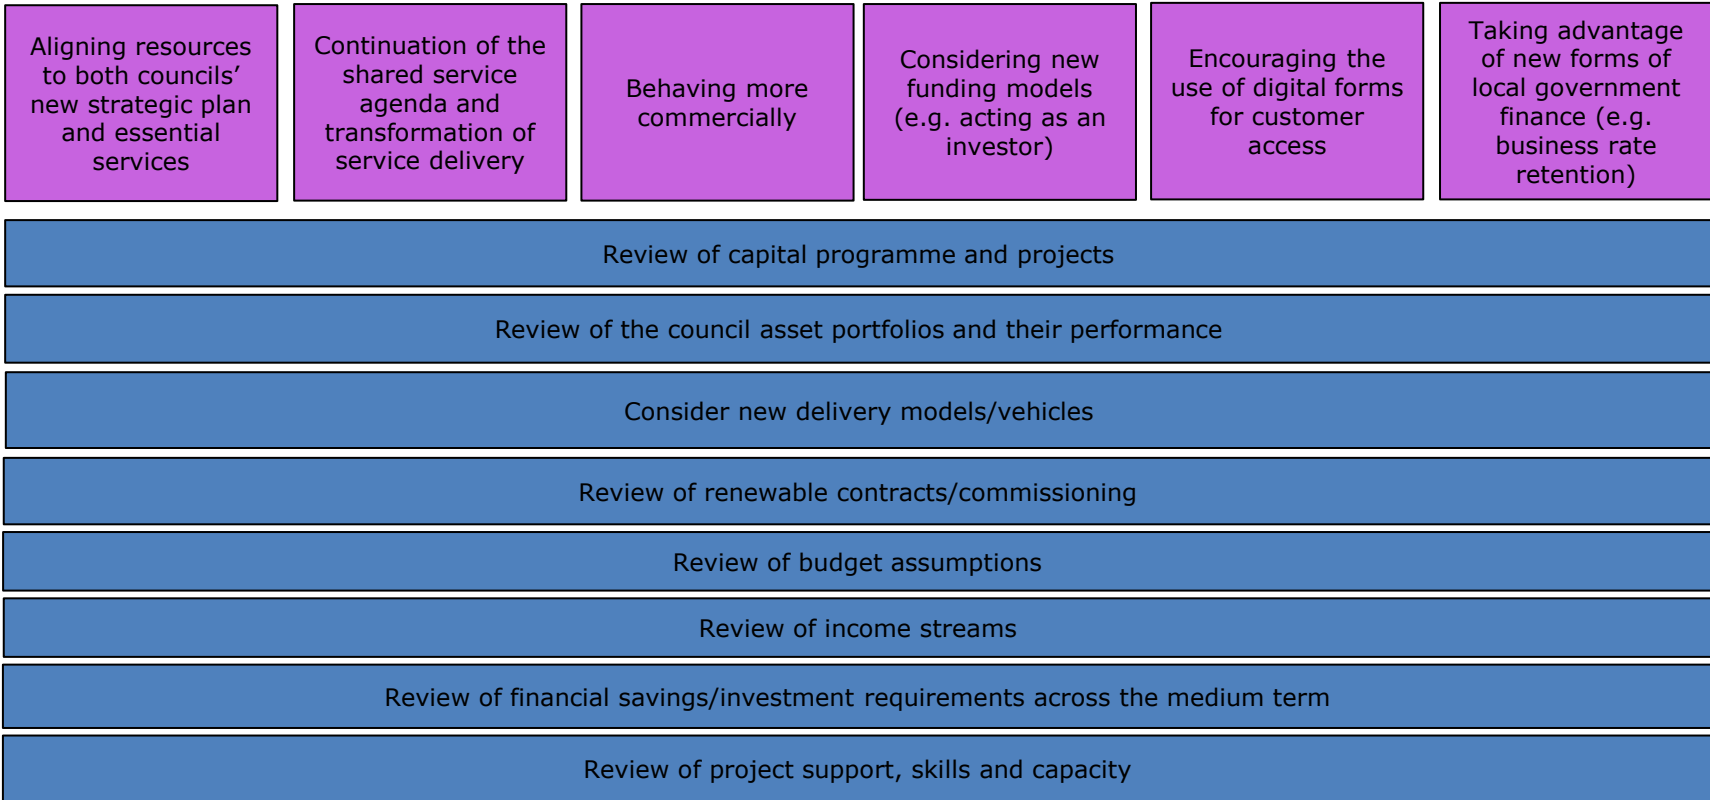 Aligning resources
to both councils’
new strategic plan
and essential
services
Continuation of the
shared service
agenda and
transformation of
service delivery
Behaving more
commercially
Considering new
funding models
(e.g. acting as an
investor)
Encouraging the
use of digital forms
for customer
access
Taking advantage
of new forms of
local government
finance (e.g.
business rate
retention)
Review of capital programme and projects
Review of the council asset portfolios and their performance
Consider new delivery models/vehicles
Review of renewable contracts/commissioning
Review of budget assumptions
Review of income streams
Review of financial savings/investment requirements across the medium term
Review of project support, skills and capacity